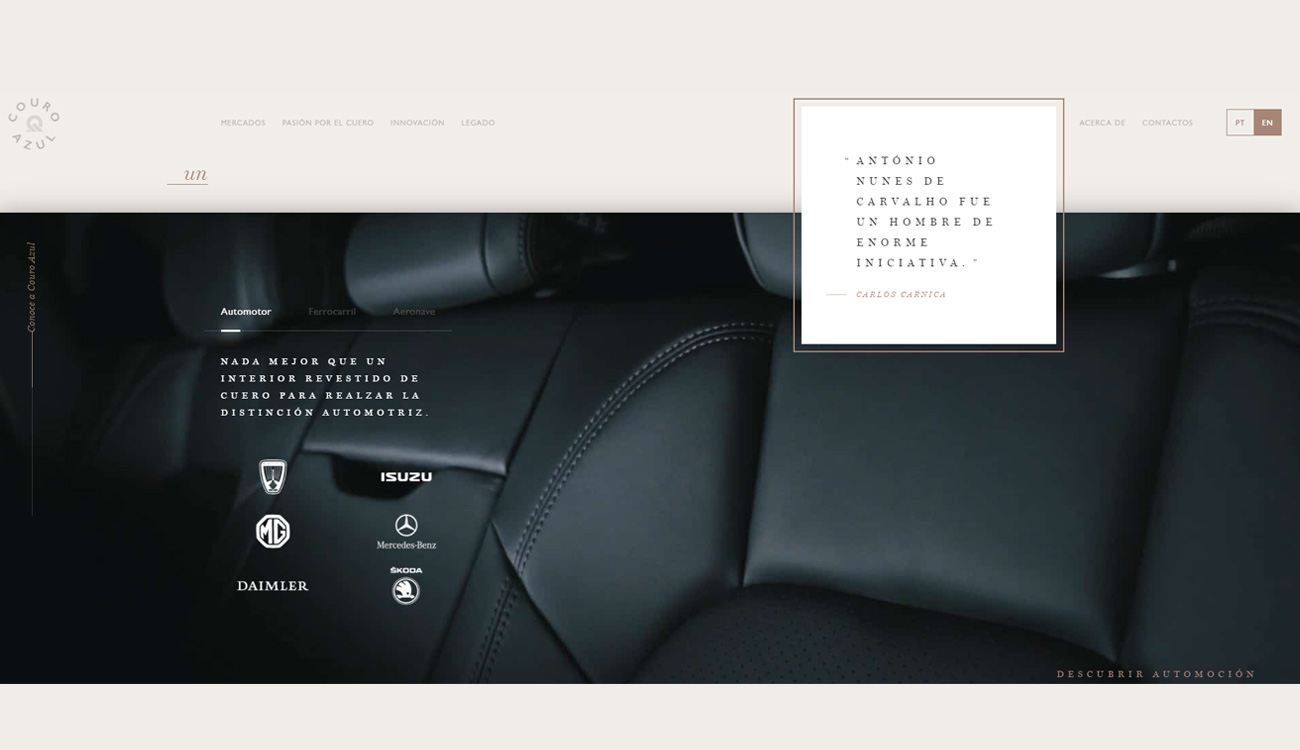 COURO AZUL
MERCADOS PASIÓN POR EL CUERO INNOVACIÓN LEGADO
ACERCA DE CONTACTOS
PT EN
un
“ ANTÓNIO
NUNES DE
CARVALHO FUE
UN HOMBRE DE
ENORME
INICIATIVA. ”
CARLOS CARNICA
Conoce a Couro Azul
Automotor Ferrocarril Aeronave
NADA MEJOR QUE UN
INTERIOR REVESTIDO DE
CUERO PARA REALZAR LA
DISTINCIÓN AUTOMOTRIZ.
ISUZU
MG
Mercedes-Benz
DAIMLER
ŠKODA
DESCUBRIR AUTOMOCIÓN